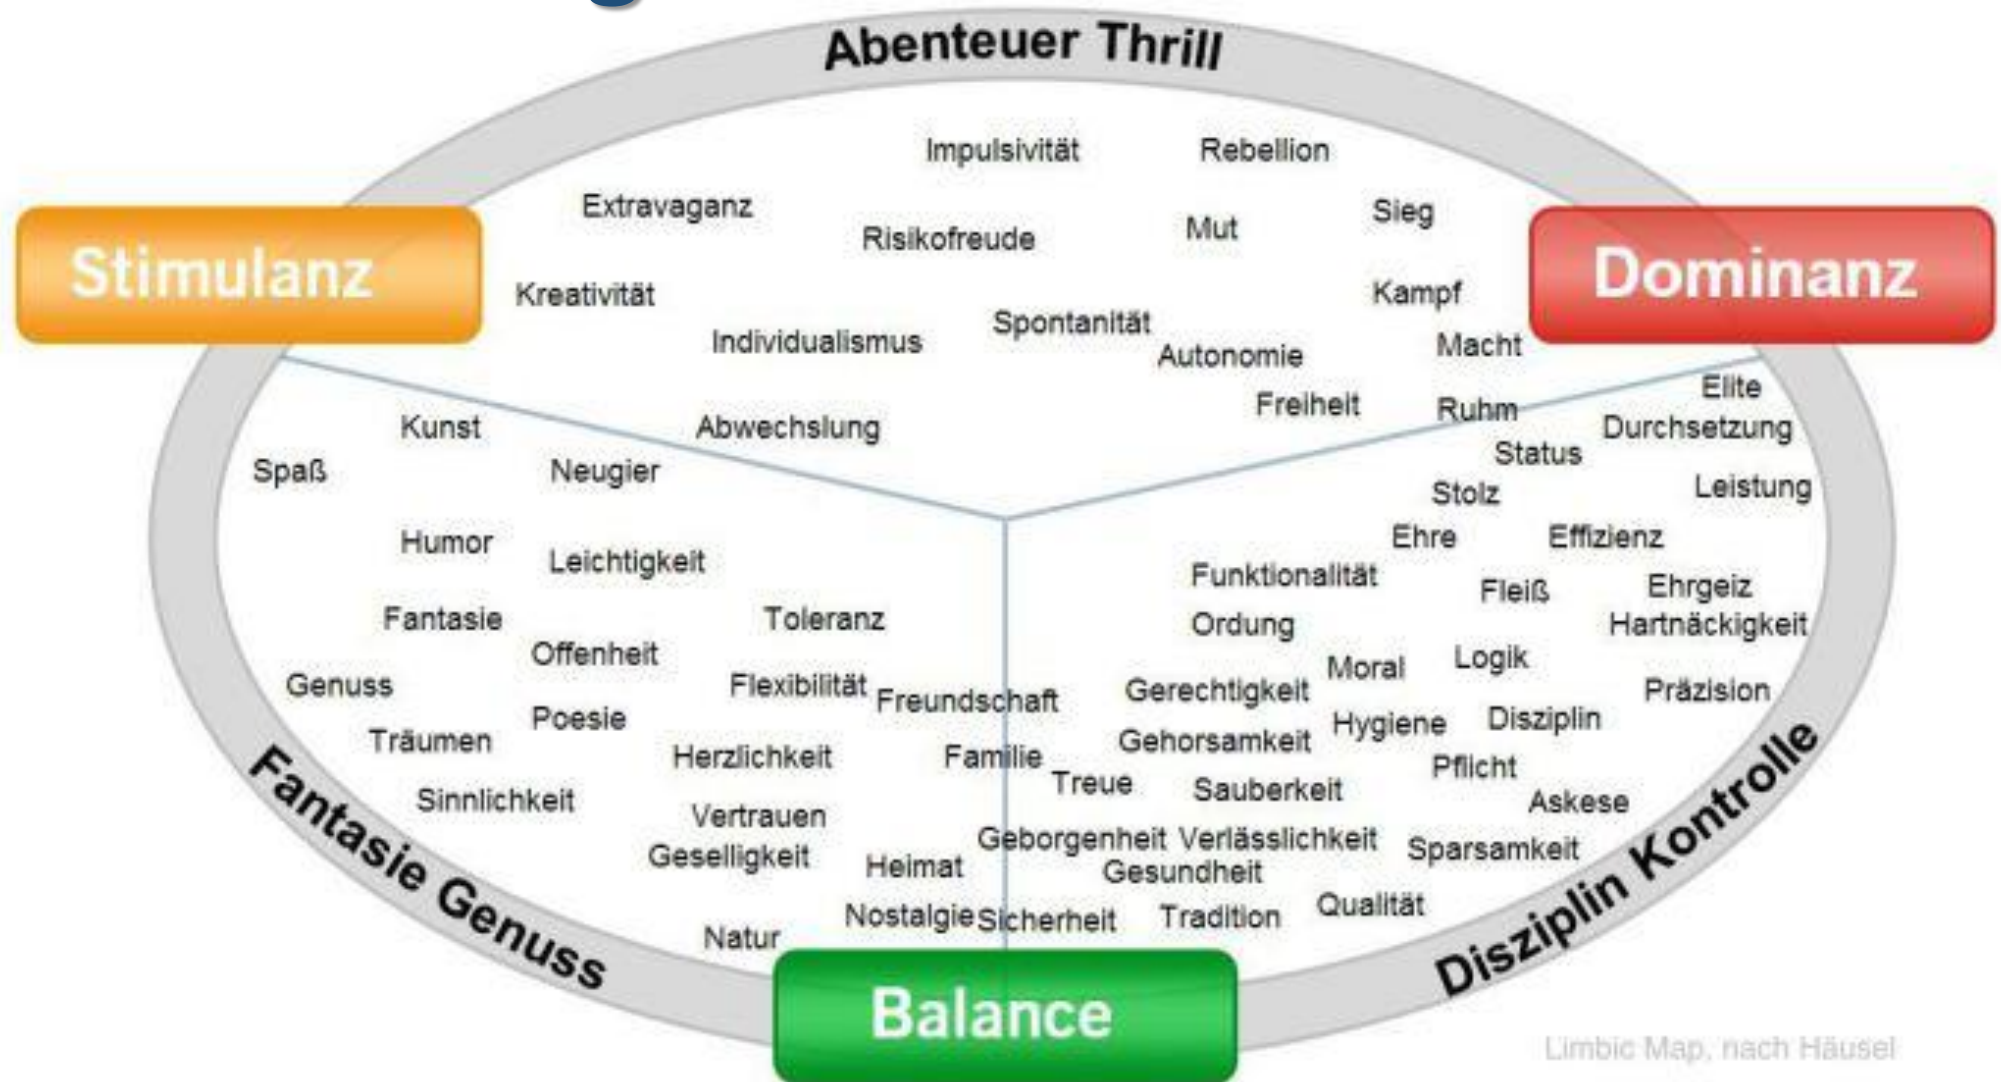 Abenteuer Thrill
Impulsivität
Rebellion
Extravaganz
Risikofreude
Mut
Sieg
Stimulanz
Dominanz
Kreativität
Kampf
Individualismus
Spontanität
Autonomie
Macht
Freiheit
Ruhm
Elite
Kunst
Abwechslung
Durchsetzung
Status
Spaß
Neugier
Stolz
Leistung
Humor
Leichtigkeit
Ehre
Effizienz
Funktionalität
Fleiß
Ehrgeiz
Fantasie
Toleranz
Ordung
Hartnäckigkeit
Offenheit
Moral
Logik
Genuss
Flexibilität
Freundschaft
Gerechtigkeit
Präzision
Poesie
Hygiene
Disziplin
Träumen
Herzlichkeit
Familie
Gehorsamkeit
Pflicht
Treue
Sauberkeit
Sinnlichkeit
Vertrauen
Askese
Geborgenheit
Verlässlichkeit
Sparsamkeit
Geselligkeit
Heimat
Gesundheit
Nostalgie
Sicherheit
Tradition
Qualität
Natur
Fantasie Genuss
Disziplin Kontrolle
Balance
Limbic Map, nach Häusel